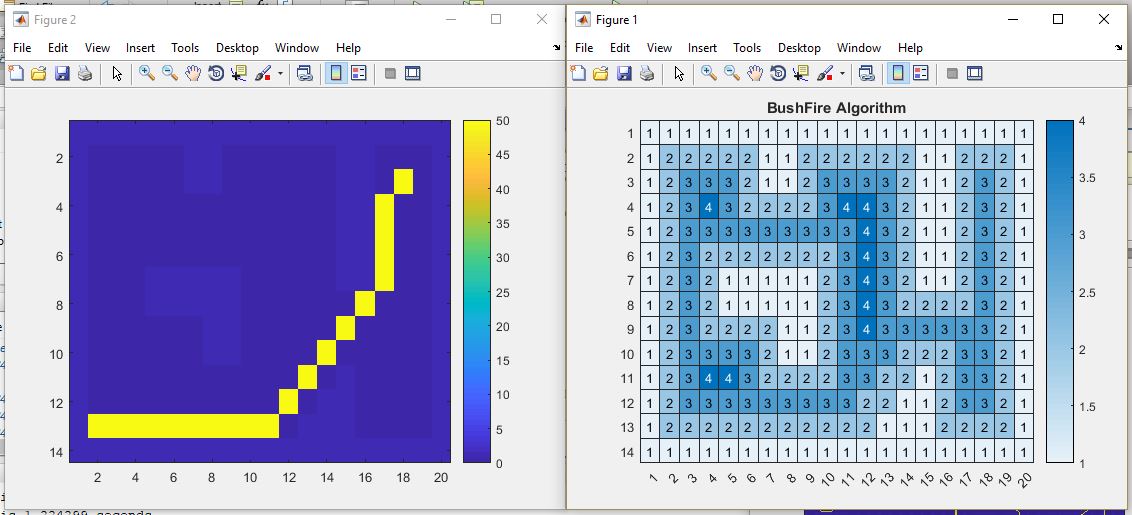 Figure 2
File Edit View Insert Tools Desktop Window Help
2
4
6
8
10
12
14
2 4 6 8 10 12 14 16 18 20
50
45
40
35
30
25
20
15
10
5
0
Figure 1
File Edit View Insert Tools Desktop Window Help
BushFire Algorithm
1 1 1 1 1 1 1 1 1 1 1 1 1 1 1 1 1 1 1 1 1
2 1 2 2 2 2 2 1 1 2 2 2 2 2 2 1 1 2 2 2 1
3 1 2 3 3 3 2 1 1 2 3 3 3 3 2 1 1 2 3 2 1
4 1 2 3 4 3 2 2 2 2 3 4 4 3 2 1 1 2 3 2 1
5 1 2 3 3 3 3 3 3 3 3 3 4 3 2 1 1 2 3 2 1
6 1 2 3 2 2 2 2 2 2 2 3 4 3 2 1 1 2 3 2 1
7 1 2 3 2 1 1 1 1 1 2 3 4 3 2 1 1 2 3 2 1
8 1 2 3 2 1 1 1 1 1 2 3 4 3 2 2 2 2 3 2 1
9 1 2 3 2 2 2 2 1 1 2 3 4 3 3 3 3 3 3 2 1
10 1 2 3 3 3 3 2 1 1 2 3 3 3 2 2 2 3 3 2 1
11 1 2 3 4 4 3 2 2 2 2 3 3 2 2 1 2 3 3 2 1
12 1 2 3 3 3 3 3 3 3 3 3 2 2 1 1 2 3 3 2 1
13 1 2 2 2 2 2 2 2 2 2 2 2 1 1 1 2 2 2 2 1
14 1 1 1 1 1 1 1 1 1 1 1 1 1 1 1 1 1 1 1 1
1 2 3 4 5 6 7 8 9 10 11 12 13 14 15 16 17 18 19 20
4
3.5
3
2.5
2
1.5
1